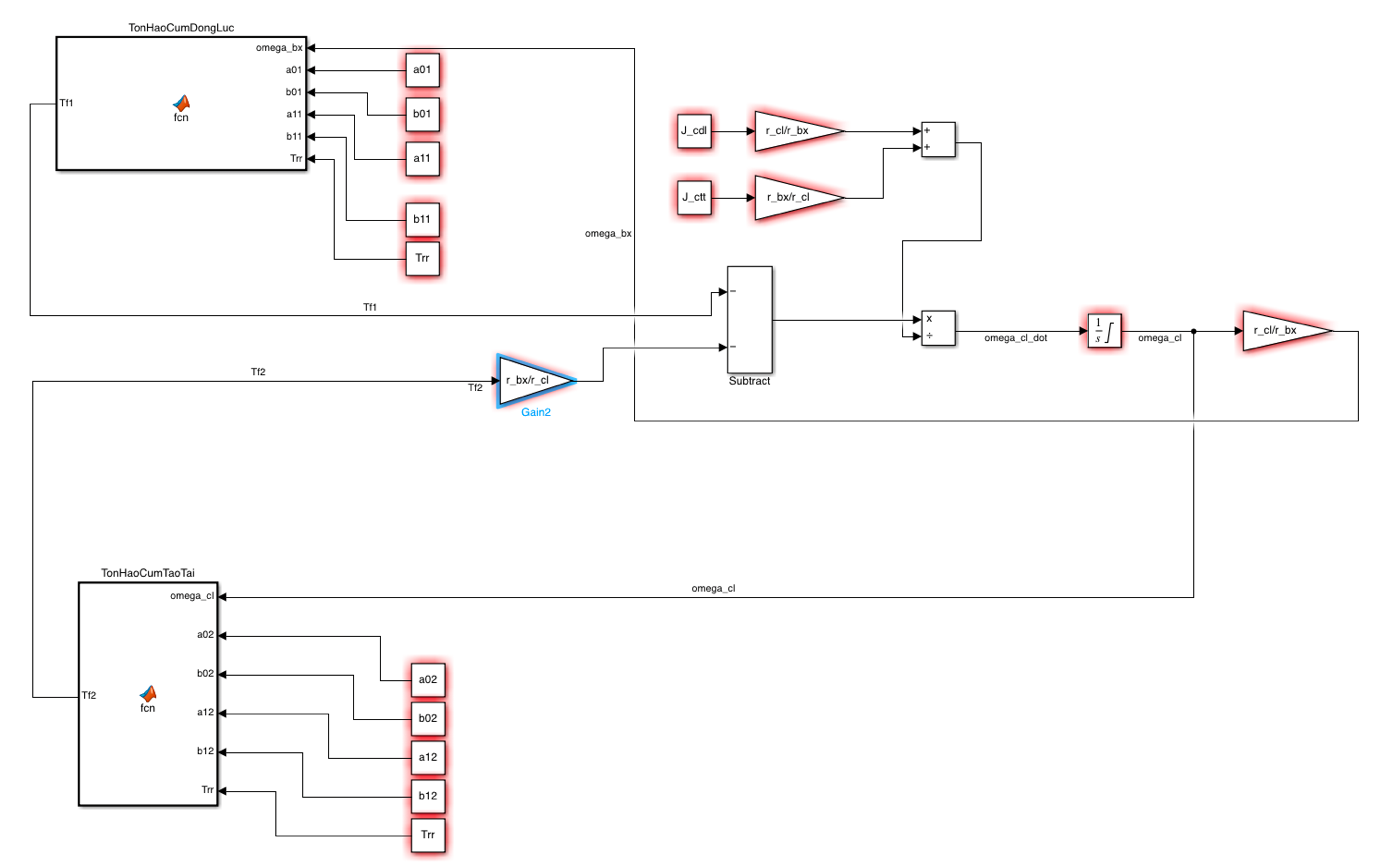 TonHaoCumDongLuc
omega_bx
a01
b01
a11
b11
Trr
Tf1
fcn
a01
b01
a11
b11
Trr
J_cdl
r_cl/r_bx
+
+
J_ctt
r_bx/r_cl
omega_bx
Tf1
−
−
Subtract
x
÷
omega_cl_dot
1
s
∫
omega_cl
r_cl/r_bx
Tf2
Tf2
r_bx/r_cl
Gain2
TonHaoCumTaoTai
omega_cl
omega_cl
a02
b02
a12
b12
Trr
Tf2
fcn
a02
b02
a12
b12
Trr